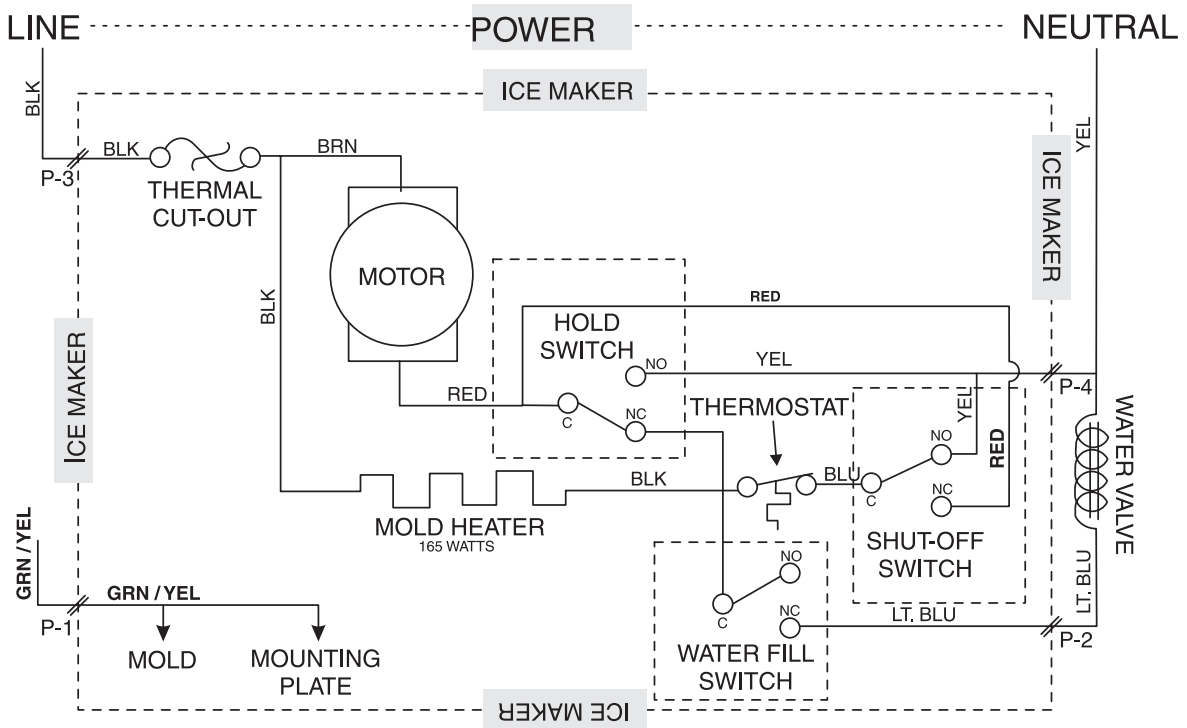 LINE
POWER
NEUTRAL
ICE MAKER
BLK
YEL
BLK
BRN
P-3
THERMAL
CUT-OUT
ICE MAKER
MOTOR
BLK
RED
HOLD
SWITCH
ICE MAKER
NO
YEL
P-4
RED
C
NC
THERMOSTAT
YEL
NO
RED
WATER VALVE
BLK
BLU
C
NC
MOLD HEATER
165 WATTS
SHUT-OFF
SWITCH
GRN / YEL
NO
LT. BLU
GRN / YEL
P-1
C
NC
LT. BLU
P-2
MOLD
MOUNTING
PLATE
WATER FILL
SWITCH
ICE MAKER